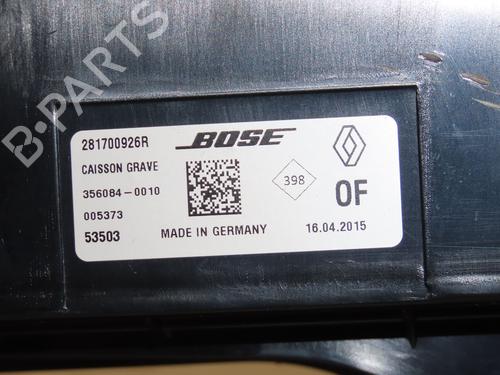 B-PARTS
281700926R
BOSE
CAISSON GRAVE
356084-0010
398
OF
005373
53503
MADE IN GERMANY
16.04.2015